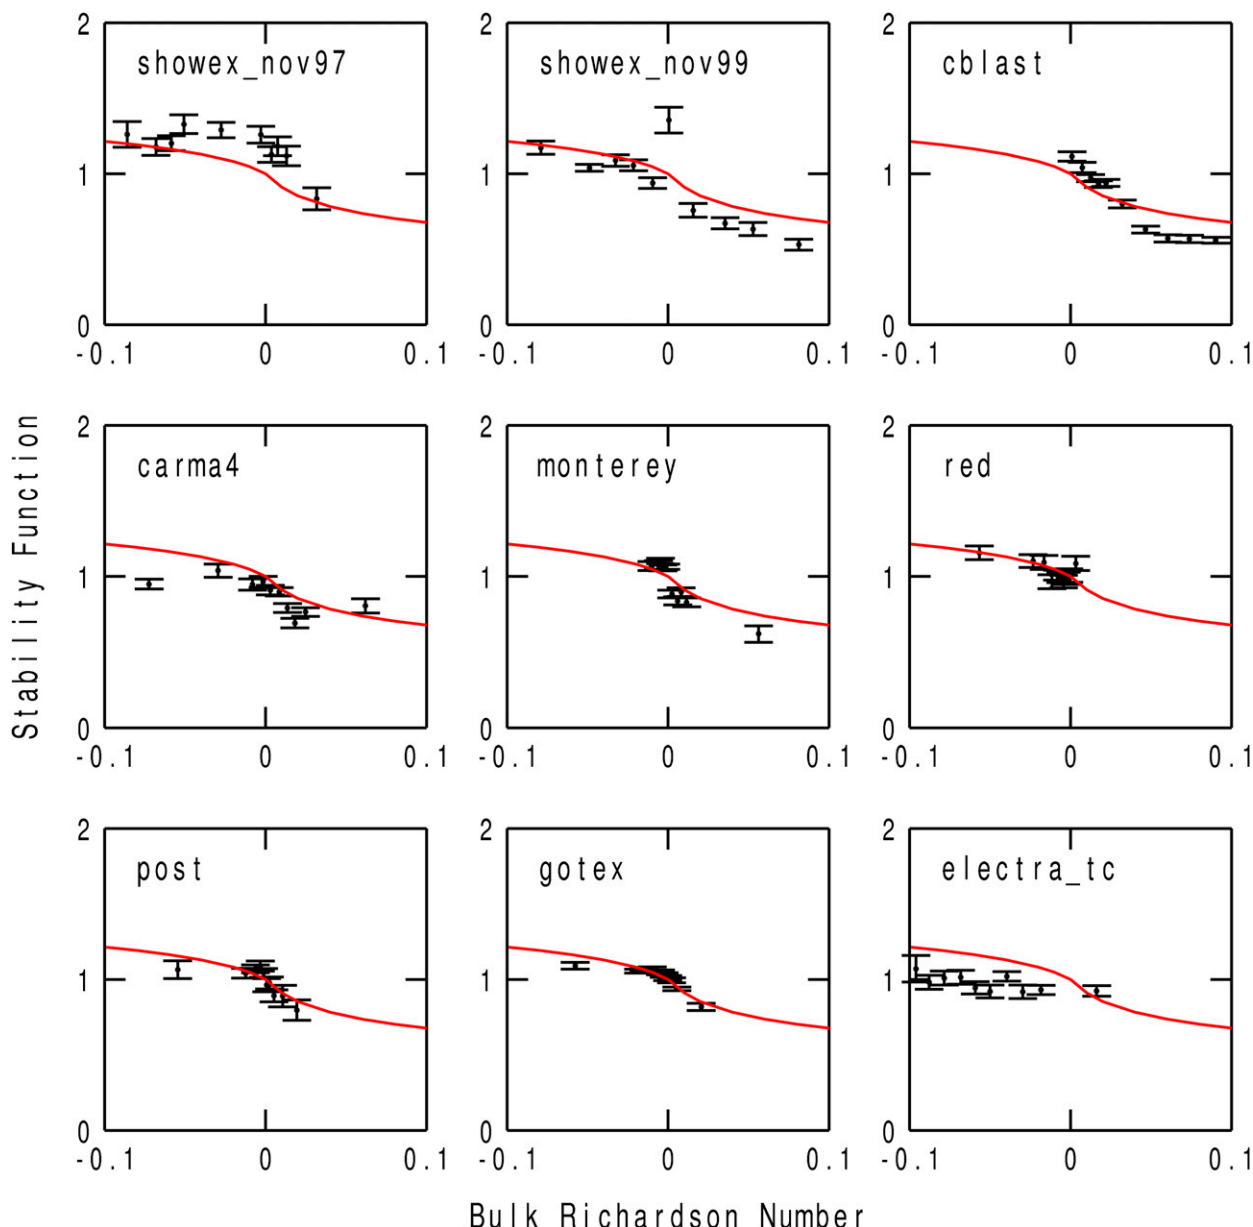 2 2 2
showex_nov97 showex_nov99 cblast
1 1 1
0 0 0
-0.1 0 0.1 -0.1 0 0.1 -0.1 0 0.1
Stability Function
2 2 2
carma4 monterey red
1 1 1
0 0 0
-0.1 0 0.1 -0.1 0 0.1 -0.1 0 0.1
2 2 2
post gotex electra_tc
1 1 1
0 0 0
-0.1 0 0.1 -0.1 0 0.1 -0.1 0 0.1
Bulk Richardson Number